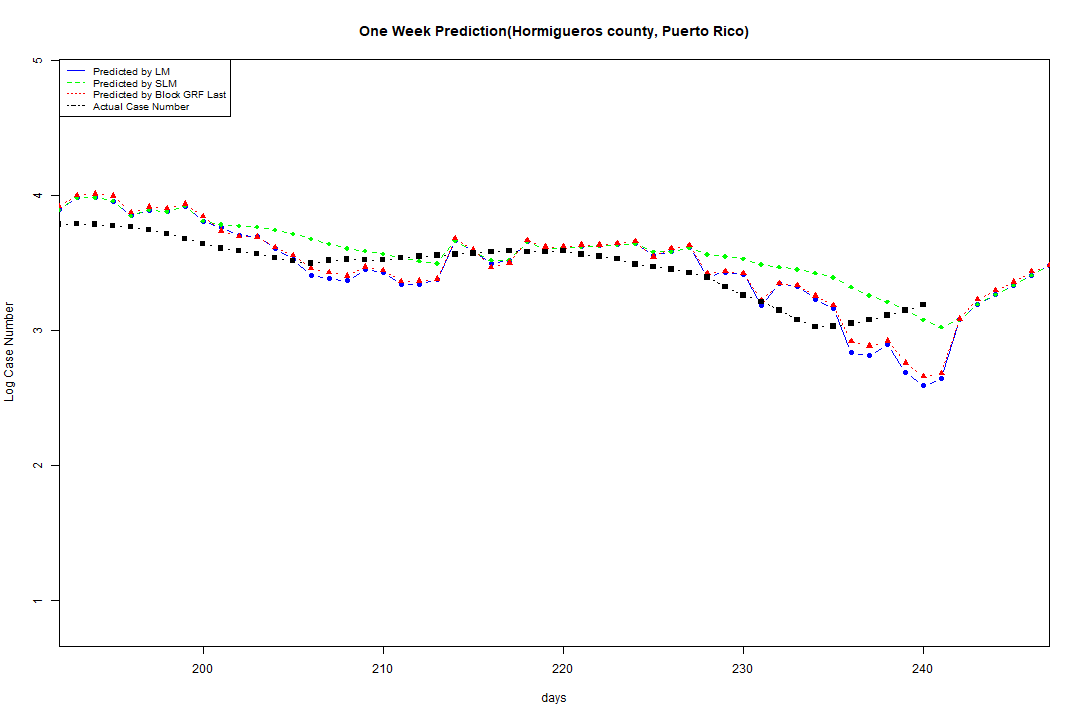 One Week Prediction(Hormigueros county, Puerto Rico)
Predicted by LM
Predicted by SLM
Predicted by Block GRF Last
Actual Case Number
5
4
3
2
1
Log Case Number
200 210 220 230 240
days